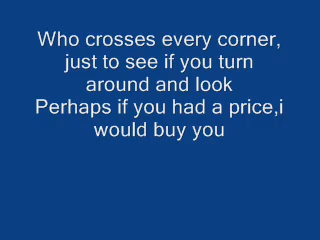 Who crosses every corner,
just to see if you turn
around and look
Perhaps if you had a price,i
would buy you